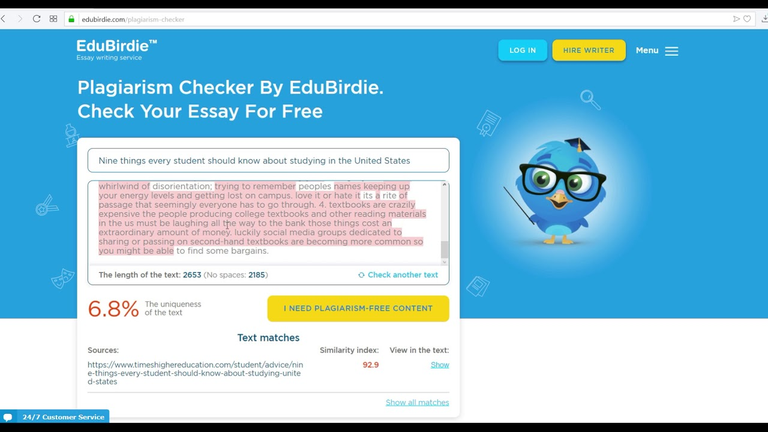 edubirdie.com/plagiarism-checker
EduBirdie™
Essay writing service
LOG IN
HIRE WRITER
Menu
Plagiarism Checker By EduBirdie.
Check Your Essay For Free
Nine things every student should know about studying in the United States
whirlwind of disorientation; trying to remember peoples names keeping up
your energy levels and getting lost on campus. love it or hate it its a rite of
passage that seemingly everyone has to go through. 4. textbooks are crazily
expensive the people producing college textbooks and other reading materials
in the us must be laughing all the way to the bank those things cost an
extraordinary amount of money. luckily social media groups dedicated to
sharing or passing on second-hand textbooks are becoming more common so
you might be able to find some bargains.
The length of the text: 2653 (No spaces: 2185)
Check another text
6.8%
The uniqueness
of the text
I NEED PLAGIARISM-FREE CONTENT
Text matches
Sources:
Similarity index:
View in the text:
https://www.timeshighereducation.com/student/advice/nin
e-things-every-student-should-know-about-studying-unite
d-states
92.9
Show
Show all matches
24/7 Customer Service